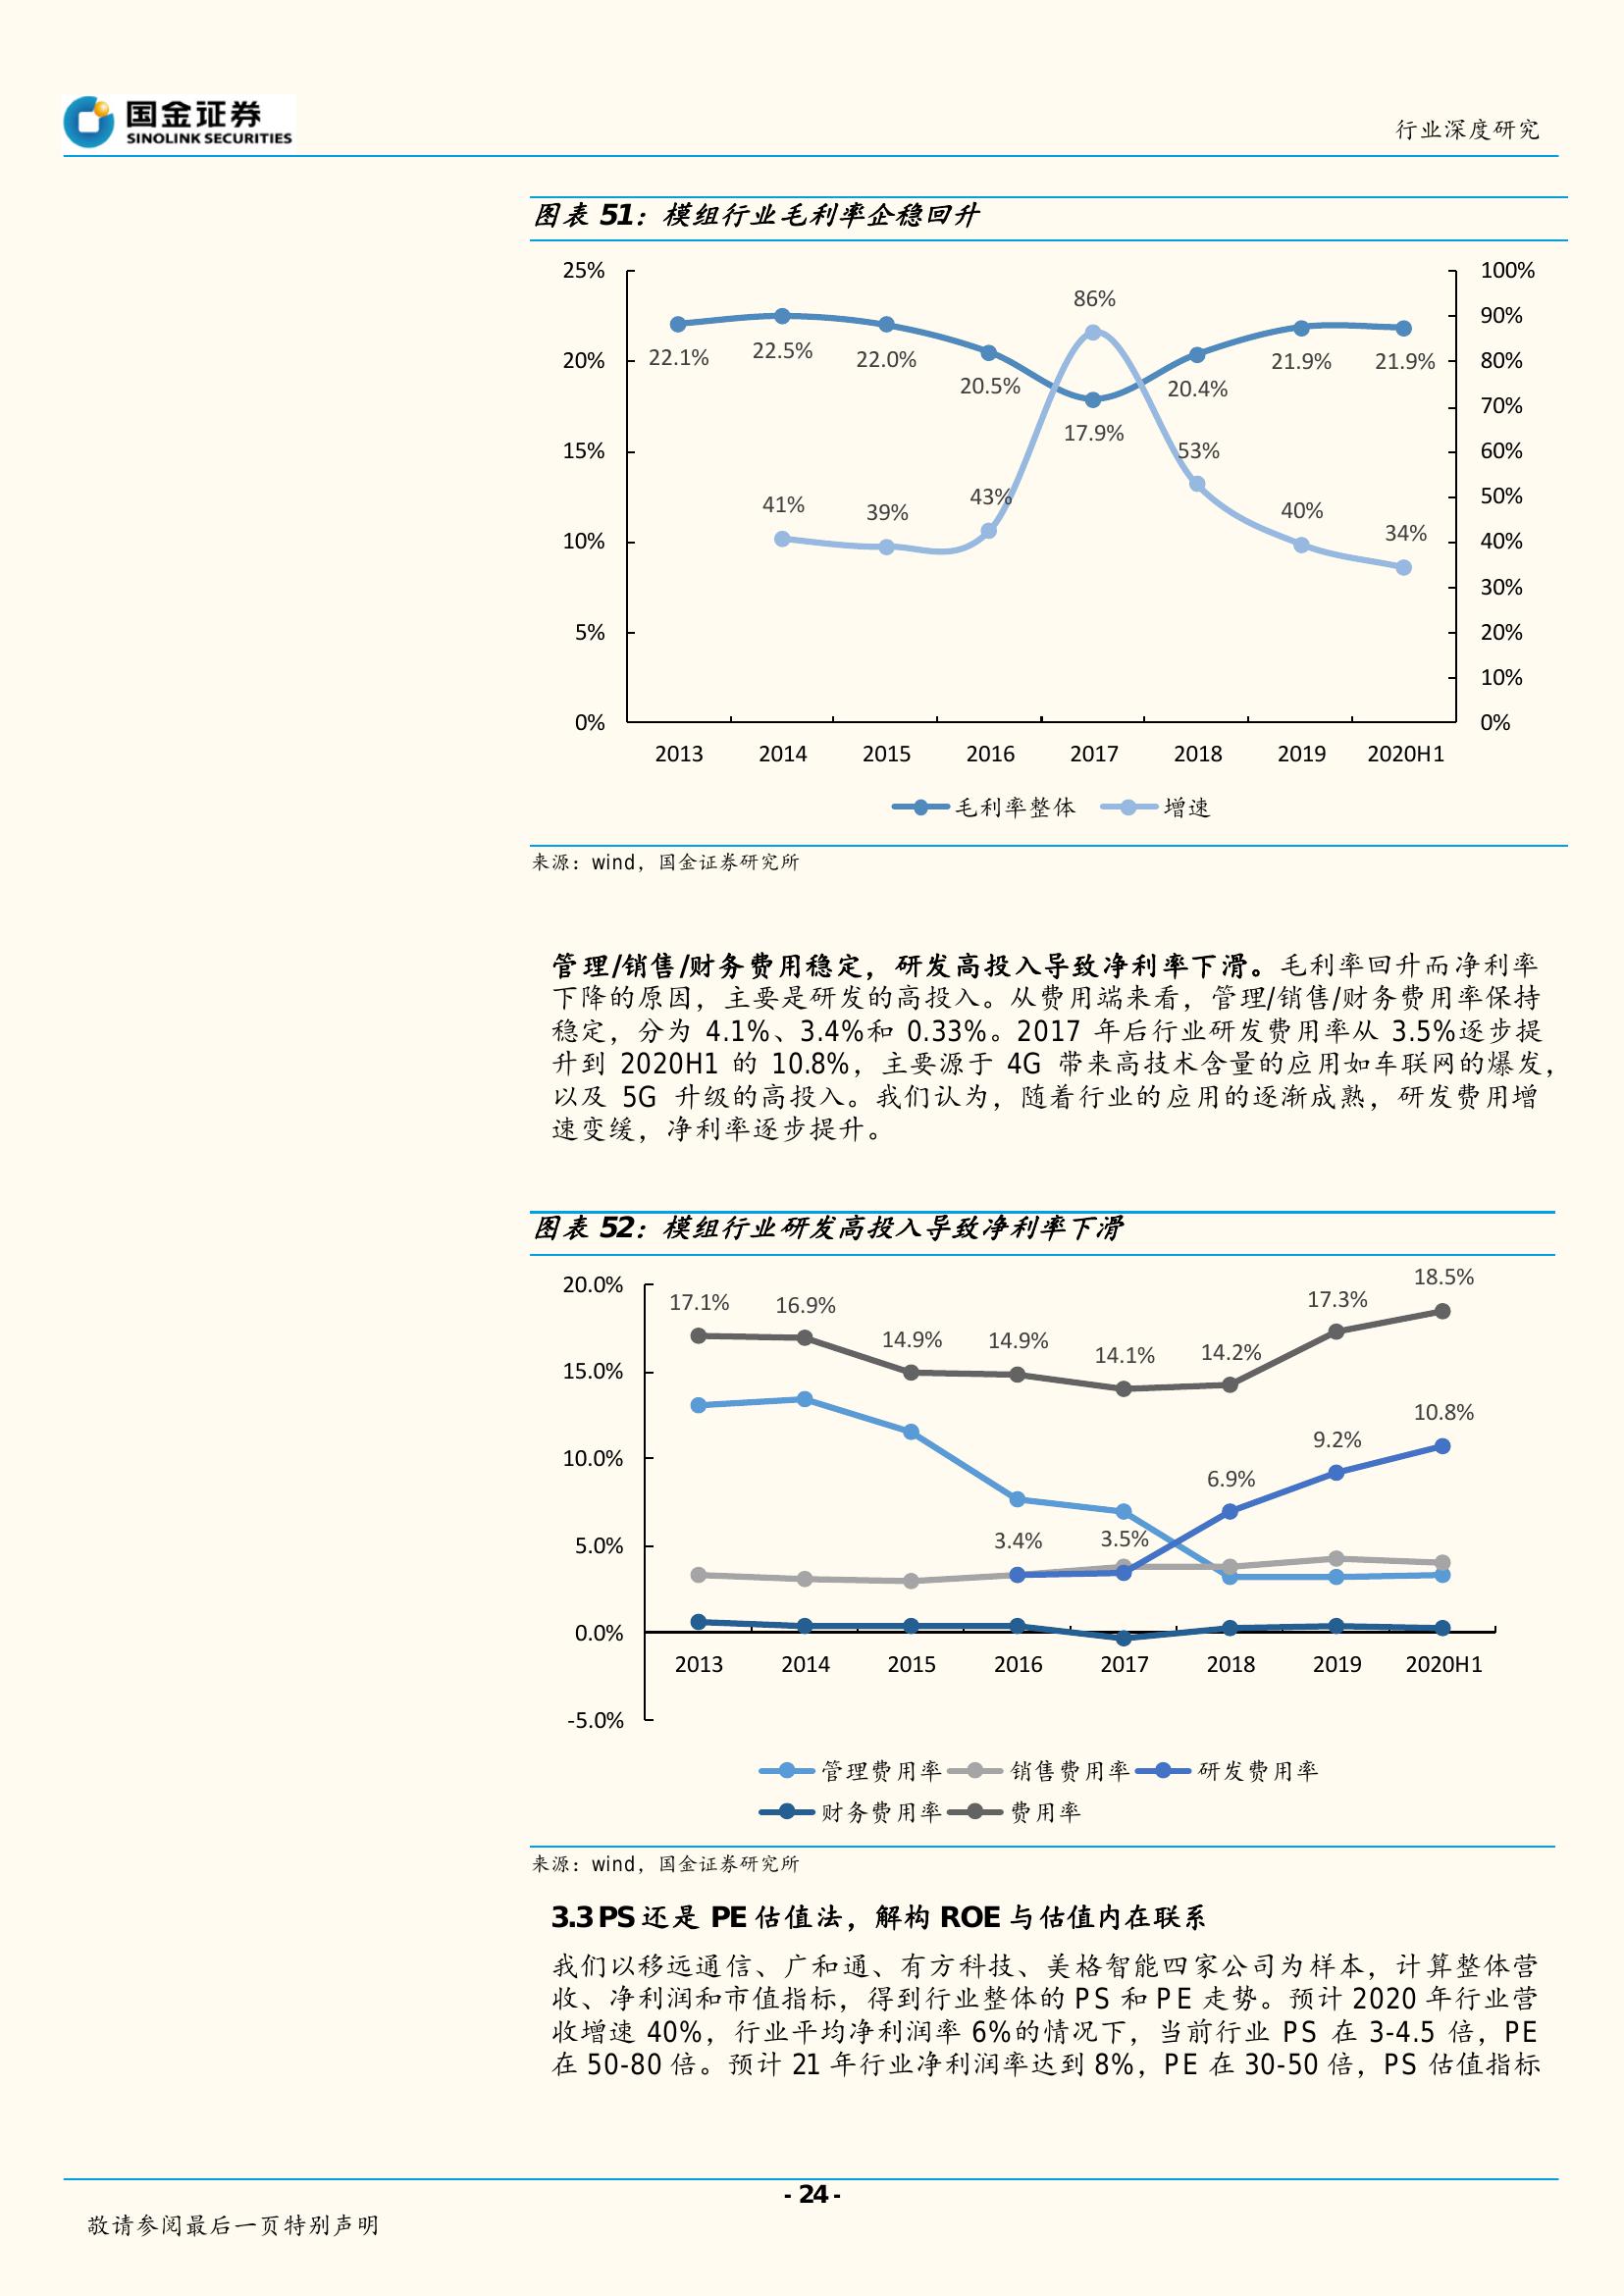 国金证券
SINOLINK SECURITIES
行业深度研究
图表 51：模组行业毛利率企稳回升
25%
20%
15%
10%
5%
0%
100%
90%
80%
70%
60%
50%
40%
30%
20%
10%
0%
22.1%
22.5%
22.0%
20.5%
17.9%
20.4%
21.9%
21.9%
41%
39%
43%
86%
53%
40%
34%
2013 2014 2015 2016 2017 2018 2019 2020H1
毛利率整体 增速
来源：wind，国金证券研究所
管理/销售/财务费用稳定，研发高投入导致净利率下滑。毛利率回升而净利率
下降的原因，主要是研发的高投入。从费用端来看，管理/销售/财务费用率保持
稳定，分为 4.1%、3.4%和 0.33%。2017 年后行业研发费用率从 3.5%逐步提
升到 2020H1 的 10.8%，主要源于 4G 带来高技术含量的应用如车联网的爆发，
以及 5G 升级的高投入。我们认为，随着行业的应用的逐渐成熟，研发费用增
速变缓，净利率逐步提升。
图表 52：模组行业研发高投入导致净利率下滑
20.0%
15.0%
10.0%
5.0%
0.0%
-5.0%
17.1%
16.9%
14.9%
14.9%
14.1%
14.2%
17.3%
18.5%
3.4%
3.5%
6.9%
9.2%
10.8%
2013 2014 2015 2016 2017 2018 2019 2020H1
管理费用率 销售费用率 研发费用率
财务费用率 费用率
来源：wind，国金证券研究所
3.3 PS 还是 PE 估值法，解构 ROE 与估值内在联系
我们以移远通信、广和通、有方科技、美格智能四家公司为样本，计算整体营
收、净利润和市值指标，得到行业整体的 PS 和 PE 走势。预计 2020 年行业营
收增速 40%，行业平均净利润率 6%的情况下，当前行业 PS 在 3-4.5 倍，PE
在 50-80 倍。预计 21 年行业净利润率达到 8%，PE 在 30-50 倍，PS 估值指标
- 24 -
敬请参阅最后一页特别声明